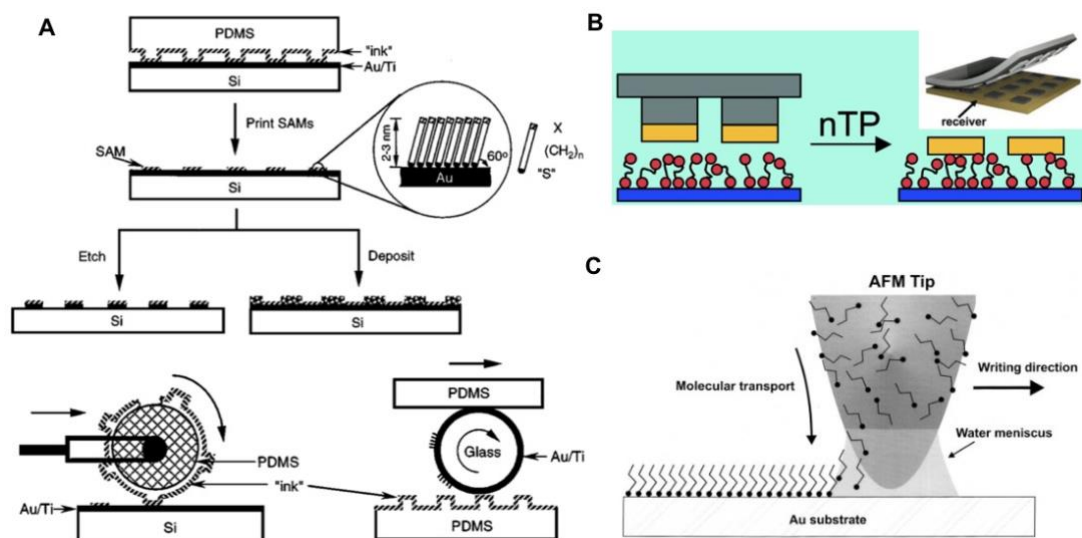 A
PDMS
"ink"
Au/Ti
Si
Print SAMs
SAM
Si
2-3 nm
60º
Au
X
(CH₂)ₙ
"S"
Etch
Deposit
Si
Si
PDMS
"ink"
Au/Ti
Si
PDMS
Glass
Au/Ti
PDMS
B
nTP
receiver
C
AFM Tip
Molecular transport
Writing direction
Water meniscus
Au substrate